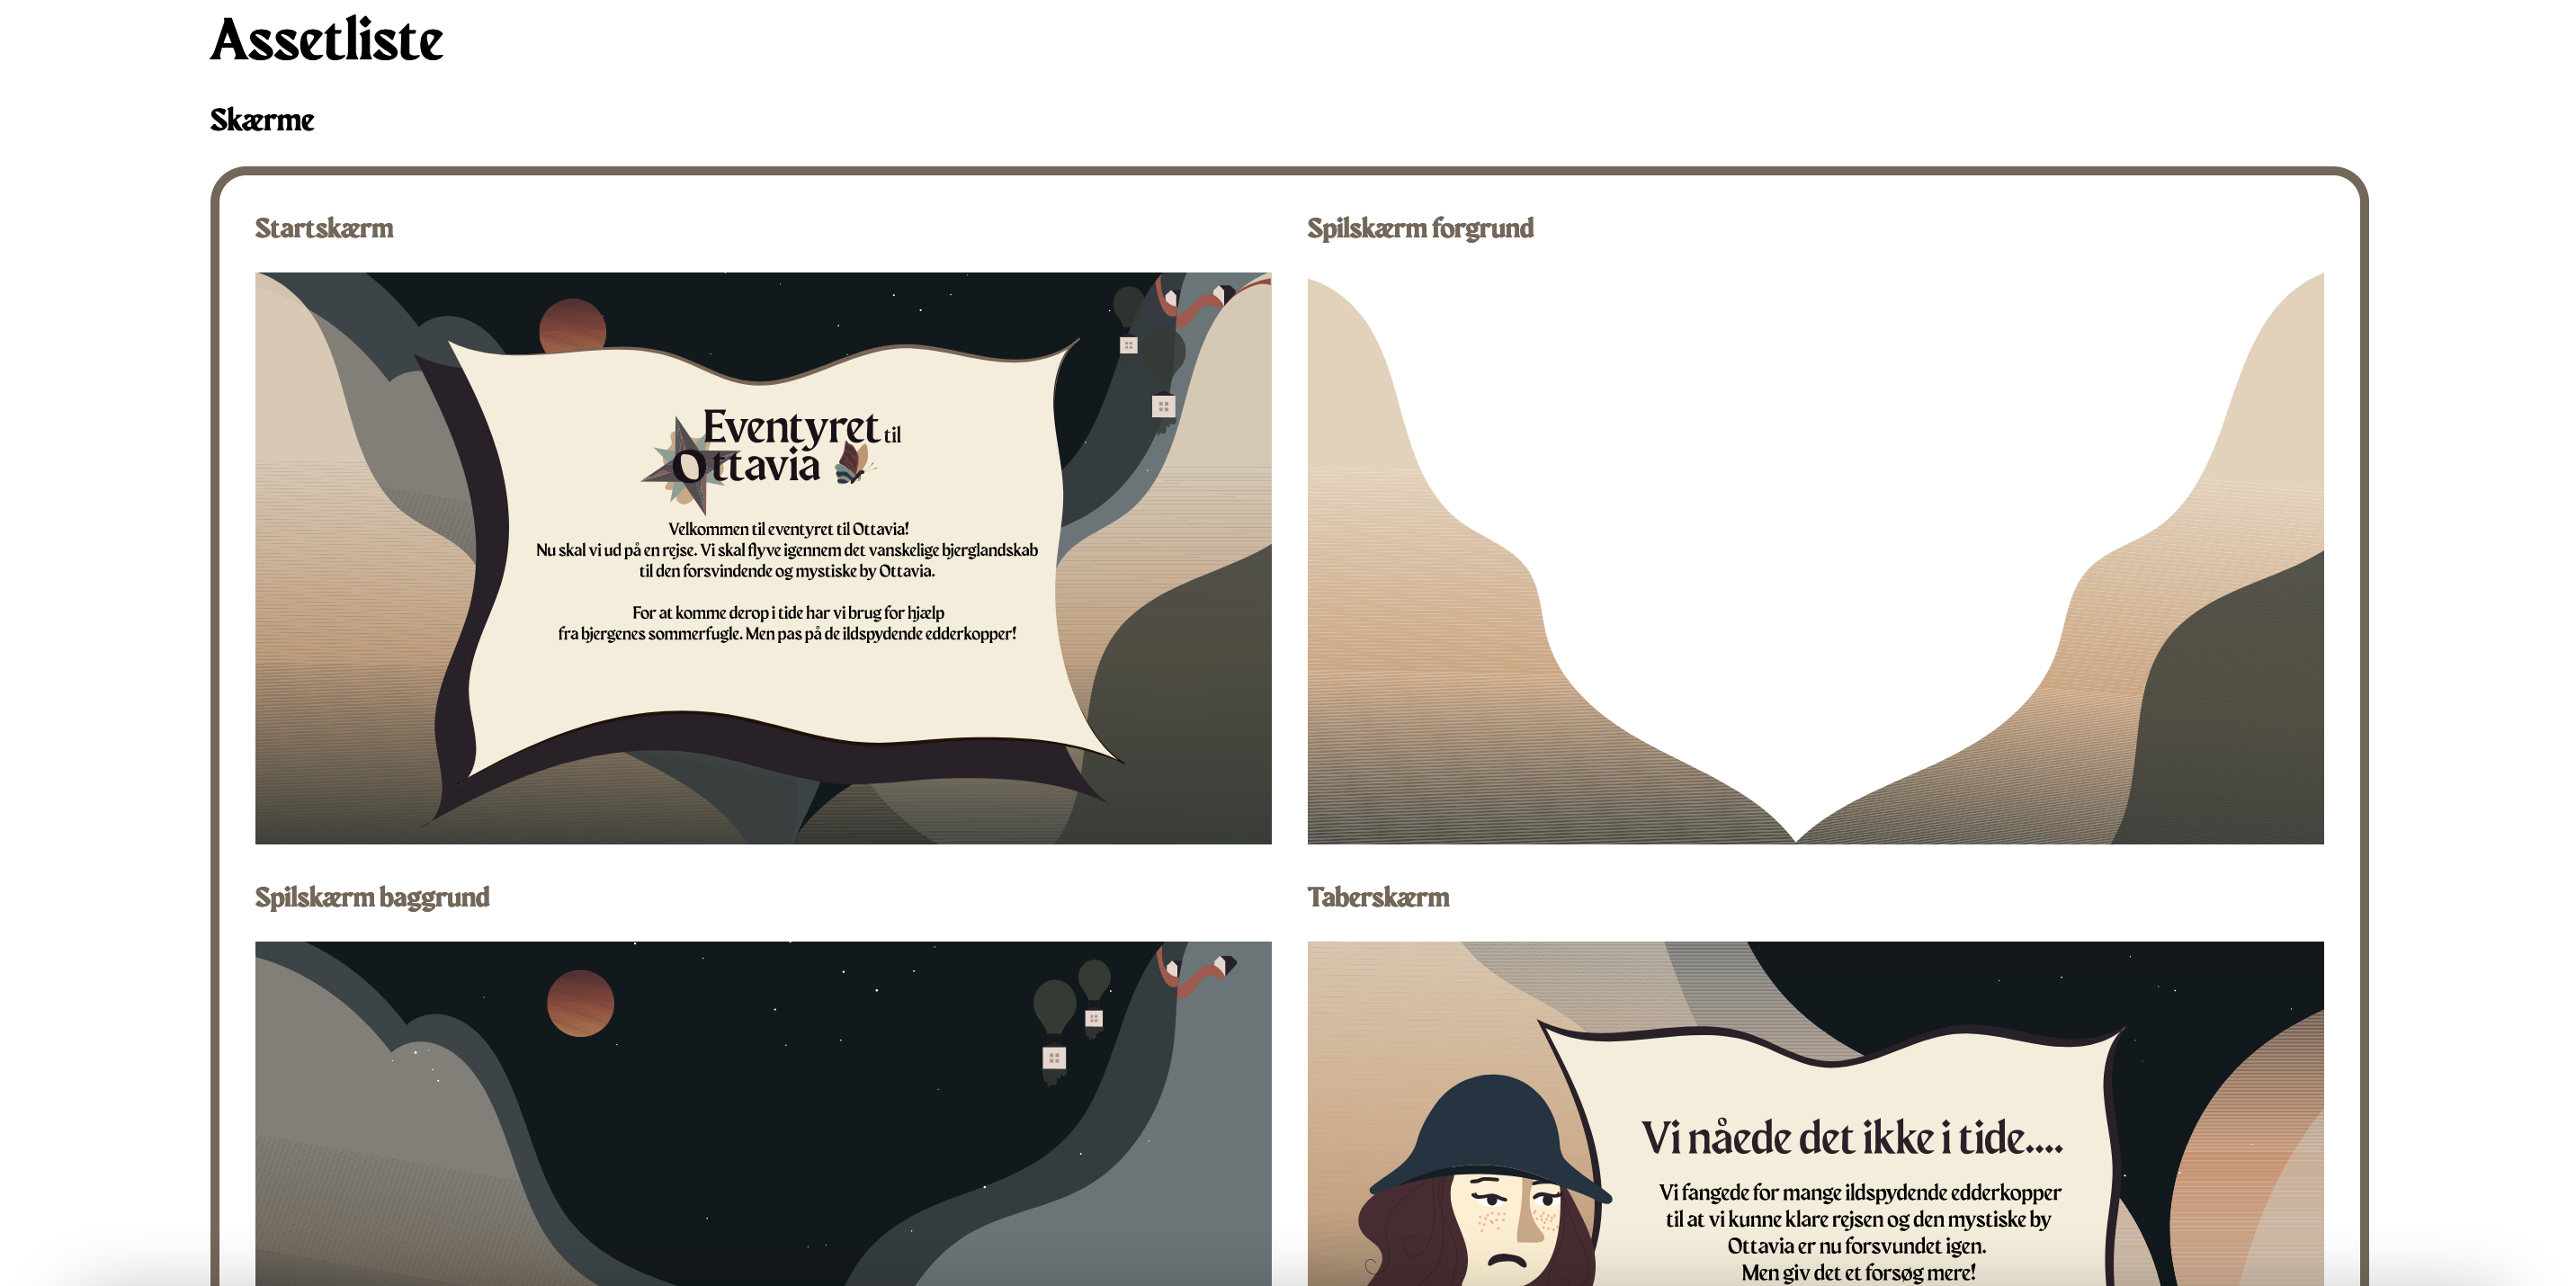 Assetliste
Skærme
Startskærm
Spilskærm forgrund
Eventyret til
Ottavia
Velkommen til eventyret til Ottavia!
Nu skal vi ud på en rejse. Vi skal flyve igennem det vanskelige bjerglandskab
til den forsvindende og mystiske by Ottavia.
For at komme derop i tide har vi brug for hjælp
fra bjergenes sommerfugle. Men pas på de ildspydende edderkopper!
Spilskærm baggrund
Taberskærm
Vi nåede det ikke i tide....
Vi fangede for mange ildspydende edderkopper
til at vi kunne klare rejsen og den mystiske by
Ottavia er nu forsvundet igen.
Men giv det et forsøg mere!